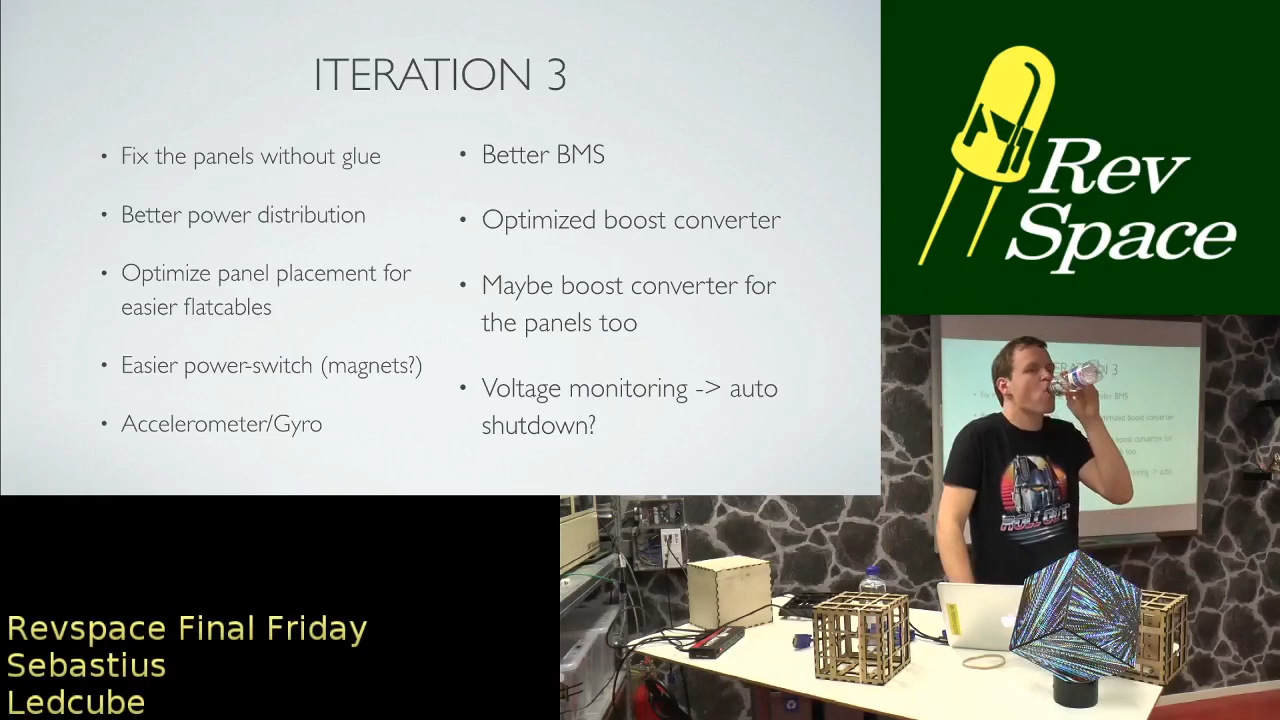 ITERATION 3
• Fix the panels without glue
• Better power distribution
• Optimize panel placement for
easier flatcables
• Easier power-switch (magnets?)
• Accelerometer/Gyro
• Better BMS
• Optimized boost converter
• Maybe boost converter for
the panels too
• Voltage monitoring -> auto
shutdown?
Rev
Space
ROLL OUT
Revspace Final Friday
Sebastius
Ledcube